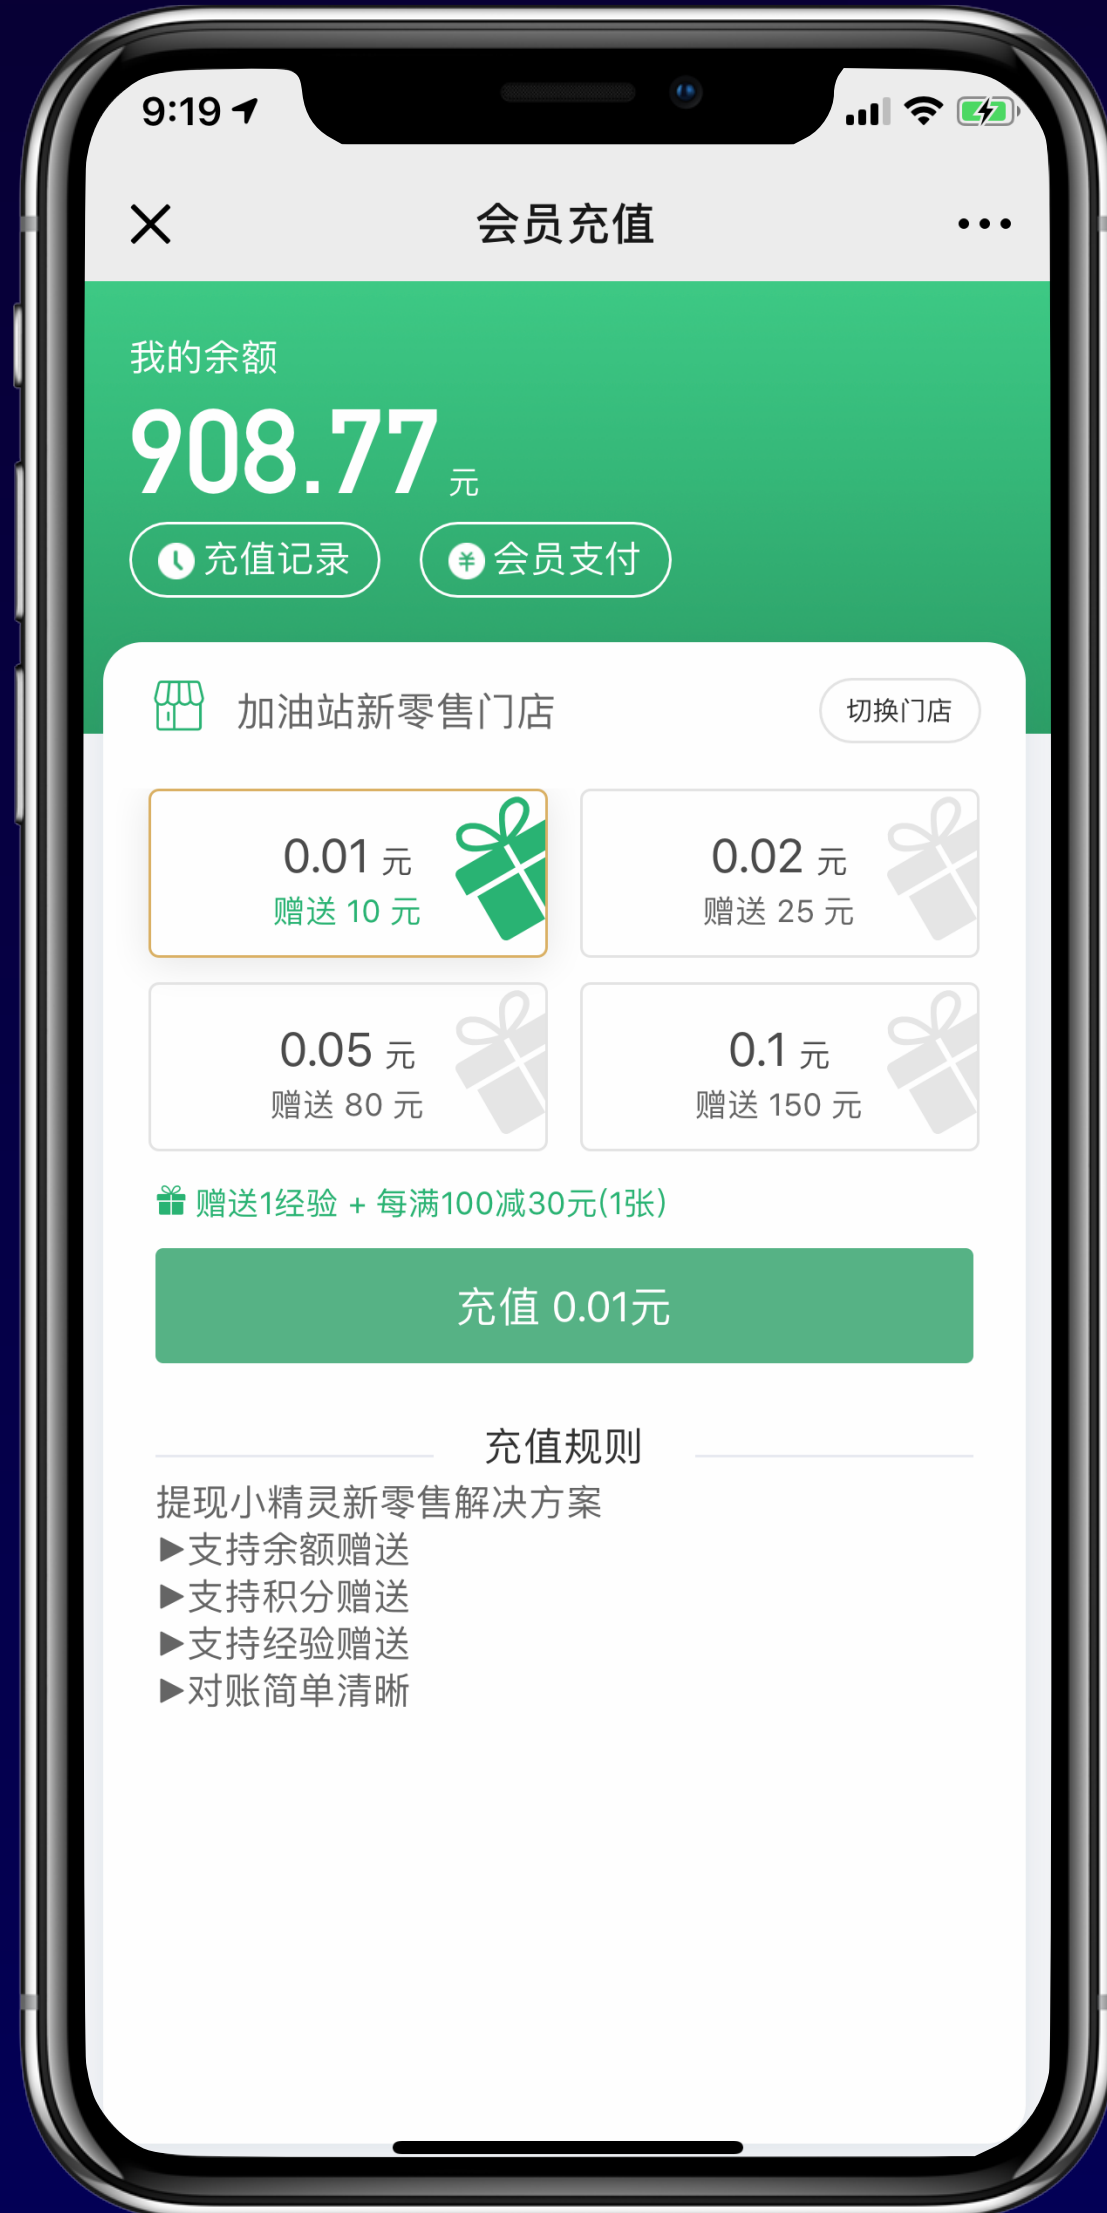 9:19
会员充值
我的余额
908.77 元
充值记录 会员支付
加油站新零售门店 切换门店
0.01 元 0.02 元
赠送 10 元 赠送 25 元
0.05 元 0.1 元
赠送 80 元 赠送 150 元
赠送1经验 + 每满100减30元(1张)
充值 0.01元
充值规则
提现小精灵新零售解决方案
▶支持余额赠送
▶支持积分赠送
▶支持经验赠送
▶对账简单清晰